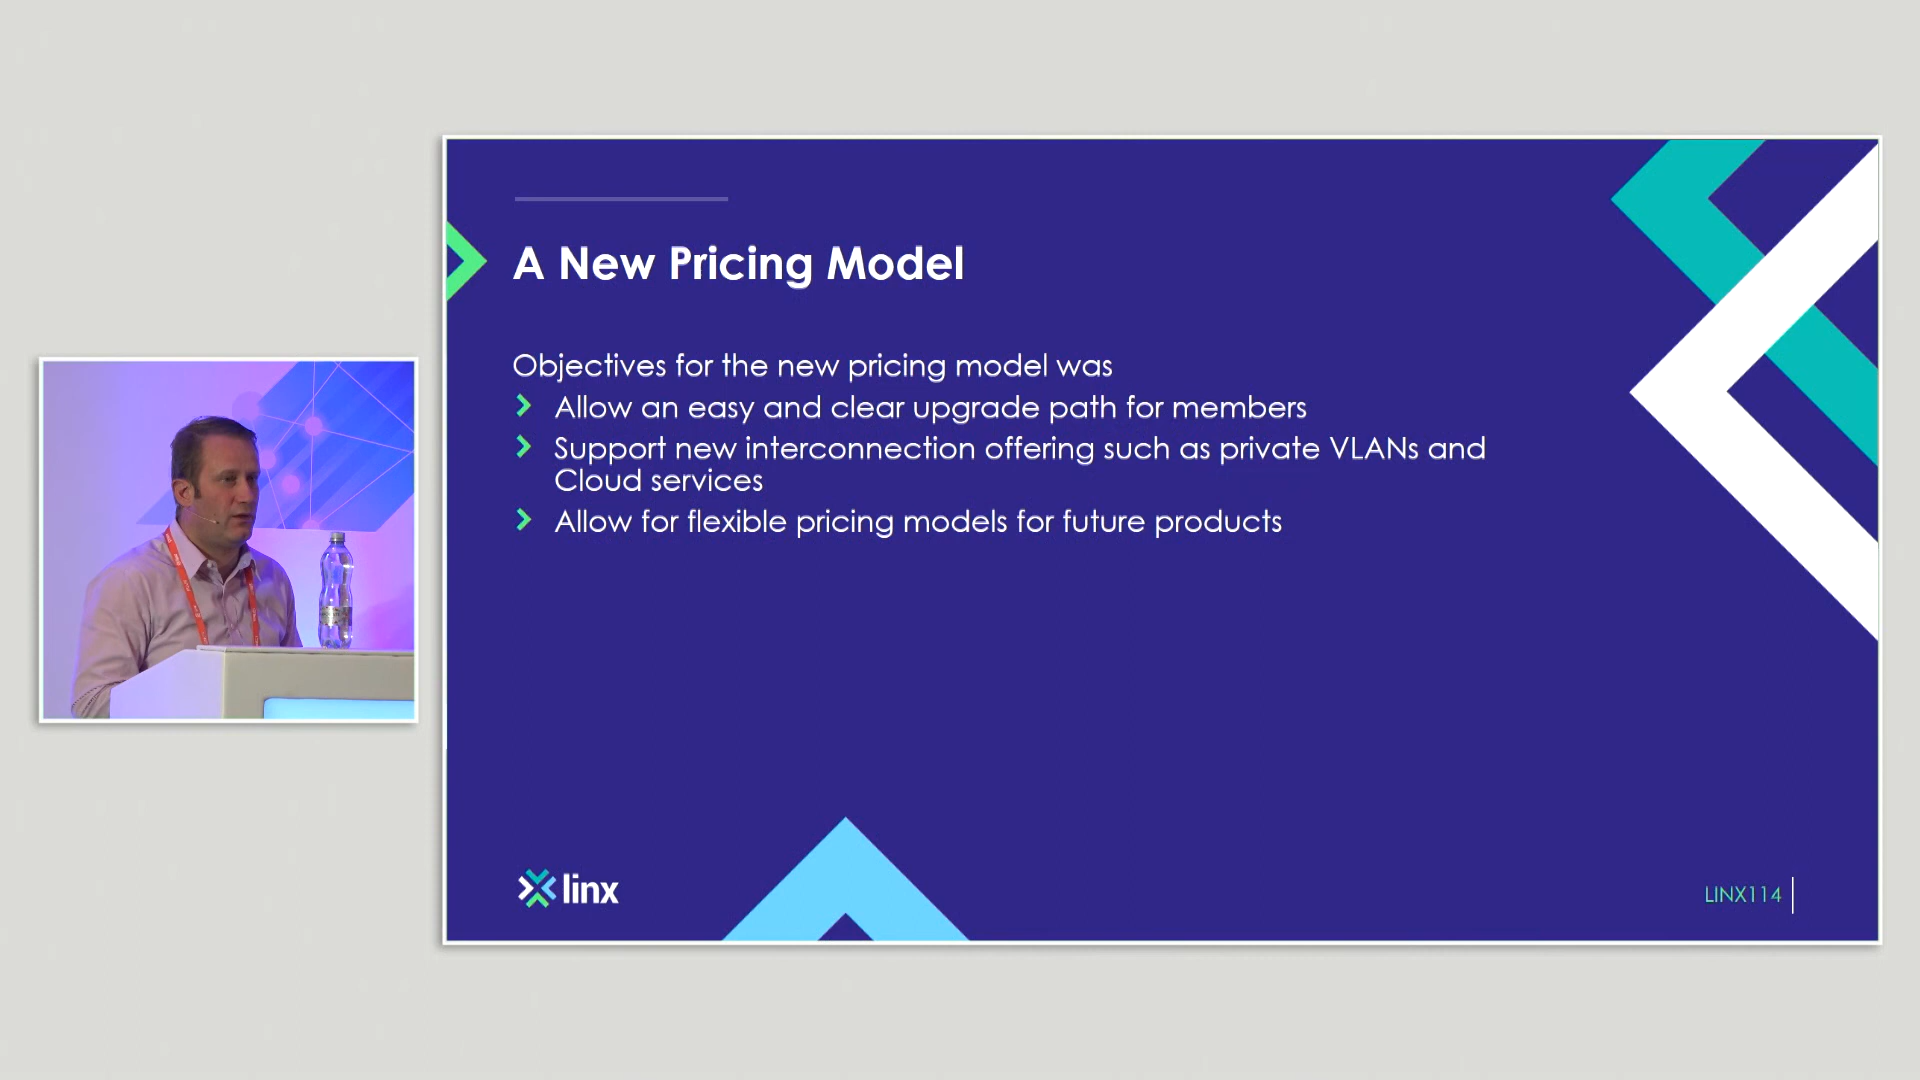 A New Pricing Model
Objectives for the new pricing model was
Allow an easy and clear upgrade path for members
Support new interconnection offering such as private VLANs and
Cloud services
Allow for flexible pricing models for future products
linx
LINX114